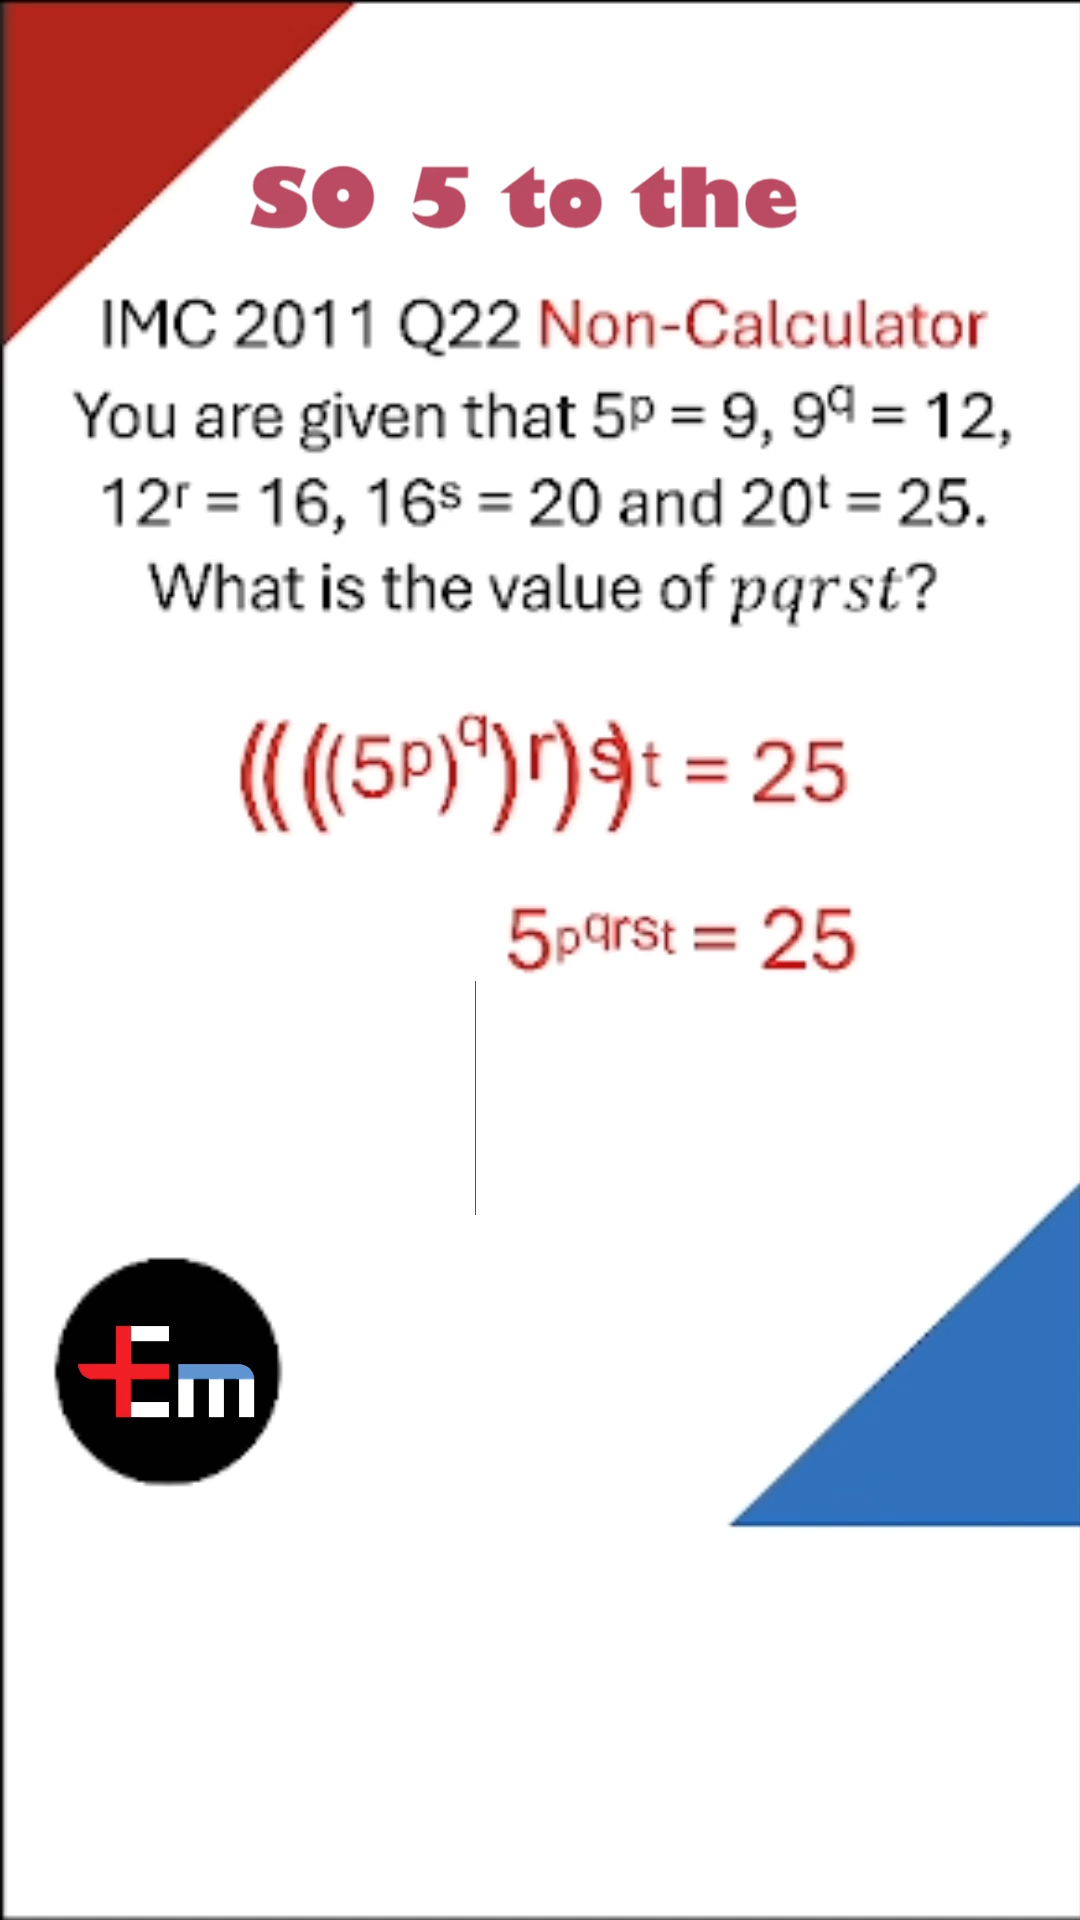 SO 5 to the
IMC 2011 Q22 Non-Calculator
You are given that 5ᵖ = 9, 9^q = 12,
12ʳ = 16, 16ˢ = 20 and 20ᵗ = 25.
What is the value of pqrst?
(( ((5ᵖ)^q)ʳ)ˢ)ᵗ = 25
5^pqrst = 25
Em